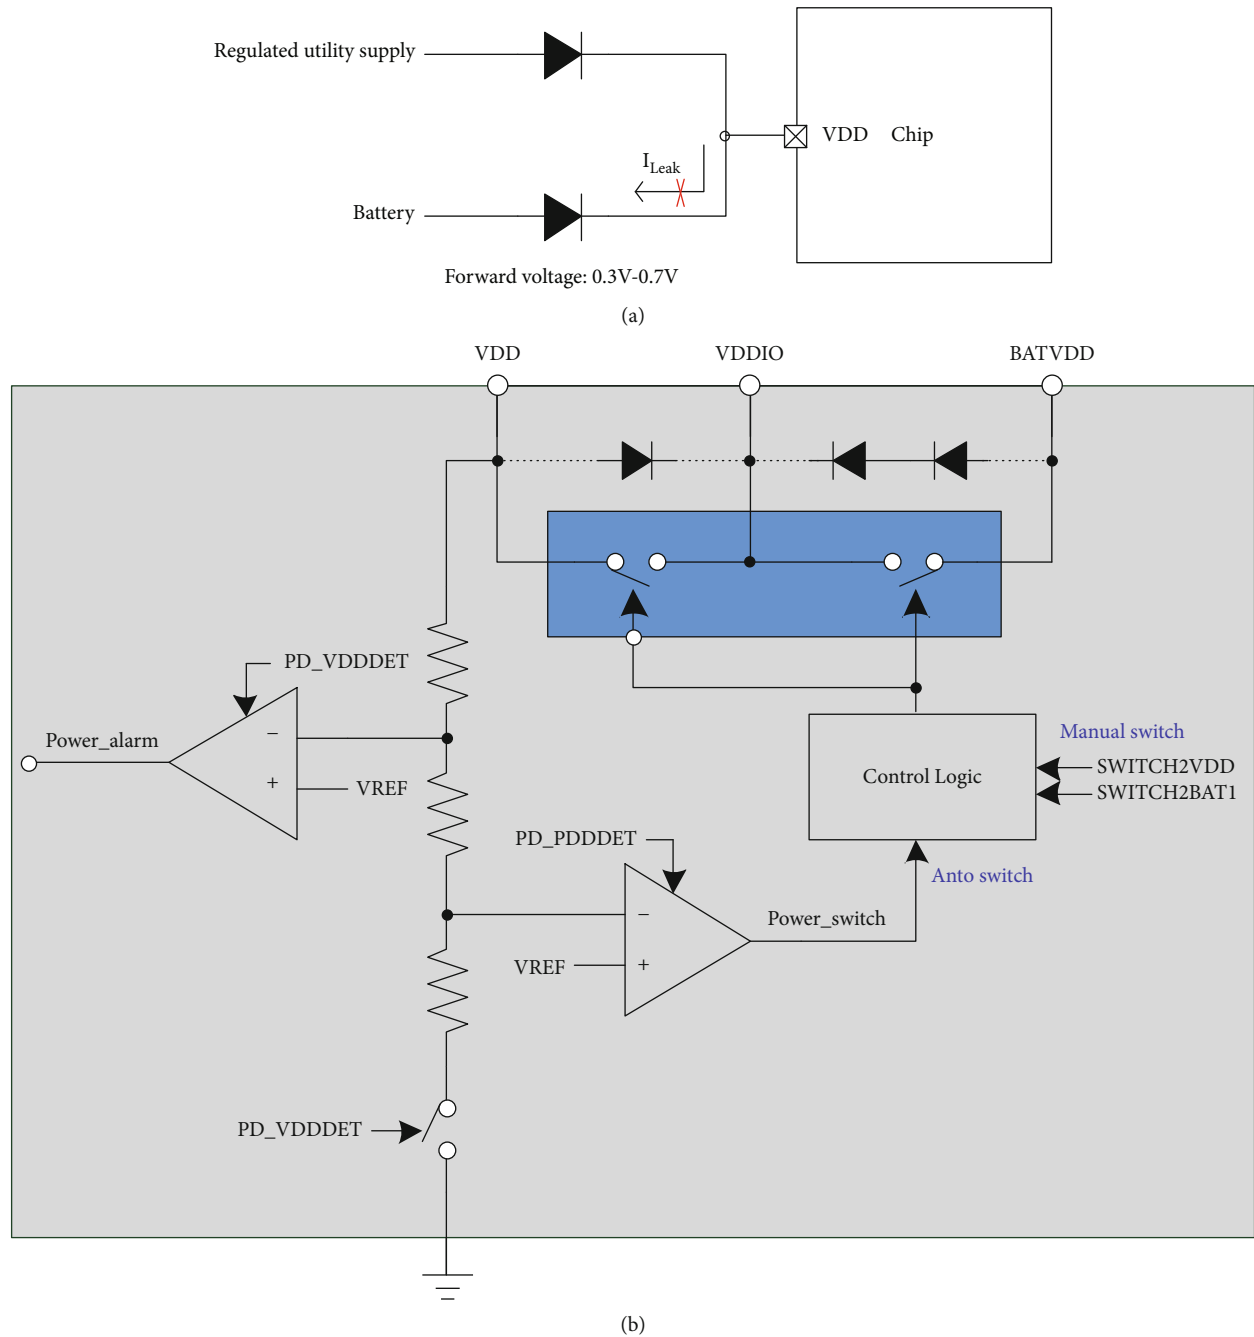 Regulated utility supply
VDD Chip
I_Leak
Battery
Forward voltage: 0.3V-0.7V
(a)
VDD VDDIO BATVDD
PD_VDDDET
Power_alarm
−
+
VREF
Manual switch
SWITCH2VDD
SWITCH2BAT1
Control Logic
PD_PDDDET
Anto switch
−
+
Power_switch
VREF
PD_VDDDET
(b)